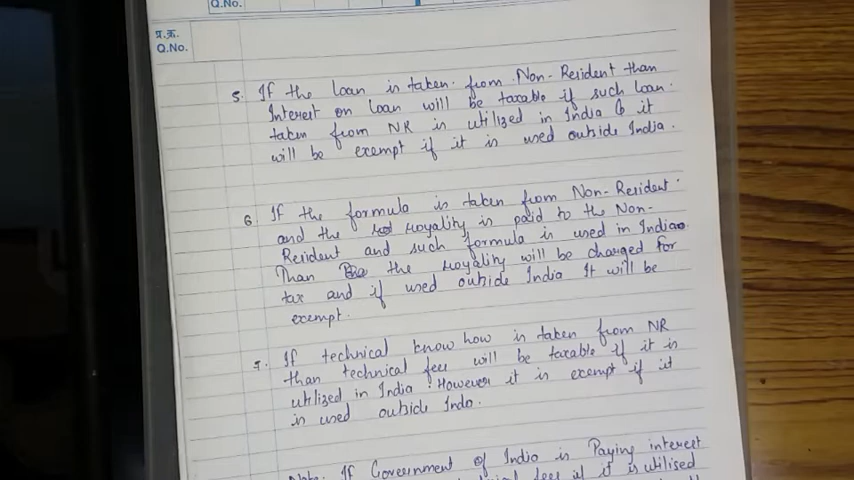 Q.No.
प्र.क्र.
Q.No.
5. If the loan is taken from Non-Resident than
Interest on loan will be taxable if such loan
taken from NR is utilized in India & it
will be exempt if it is used outside India.
6 If the formula is taken from Non-Resident
and the royality is paid to the Non-
Resident and such formula is used in India
Than the royality will be charged for
tax and if used outside India It will be
exempt.
7. If technical know how is taken from NR
than technical fees will be taxable if it is
utilized in India. However it is exempt if it
is used outside Indo.
Note: If Government of India is Paying interest
fees if it is utilised